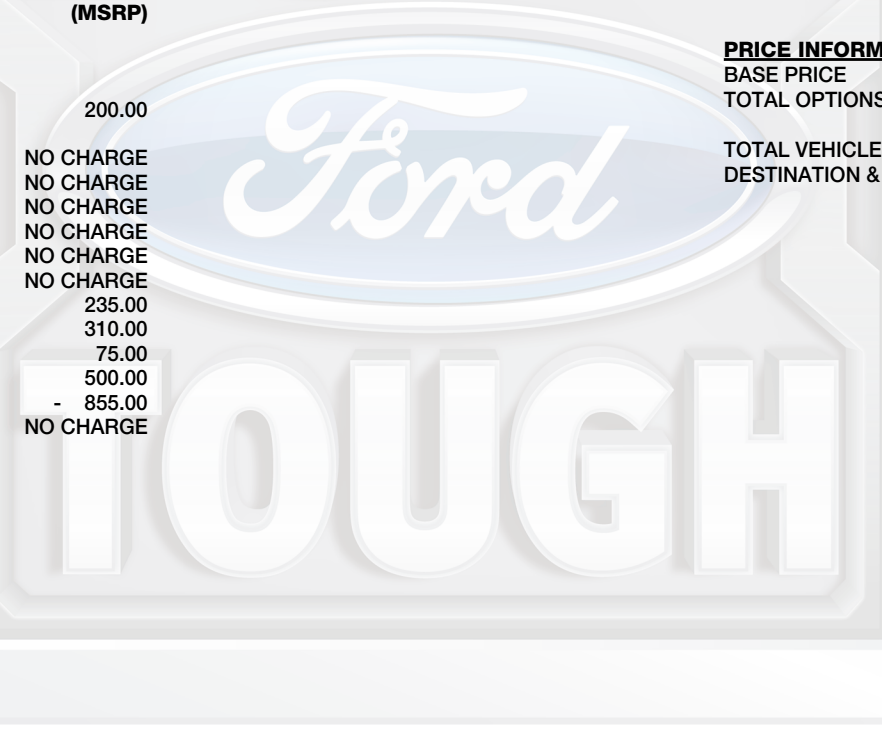 (MSRP)
200.00
NO CHARGE
NO CHARGE
NO CHARGE
NO CHARGE
NO CHARGE
NO CHARGE
235.00
310.00
75.00
500.00
- 855.00
NO CHARGE
PRICE INFORM
BASE PRICE
TOTAL OPTIONS
TOTAL VEHICLE
DESTINATION &
Ford
TOUGH